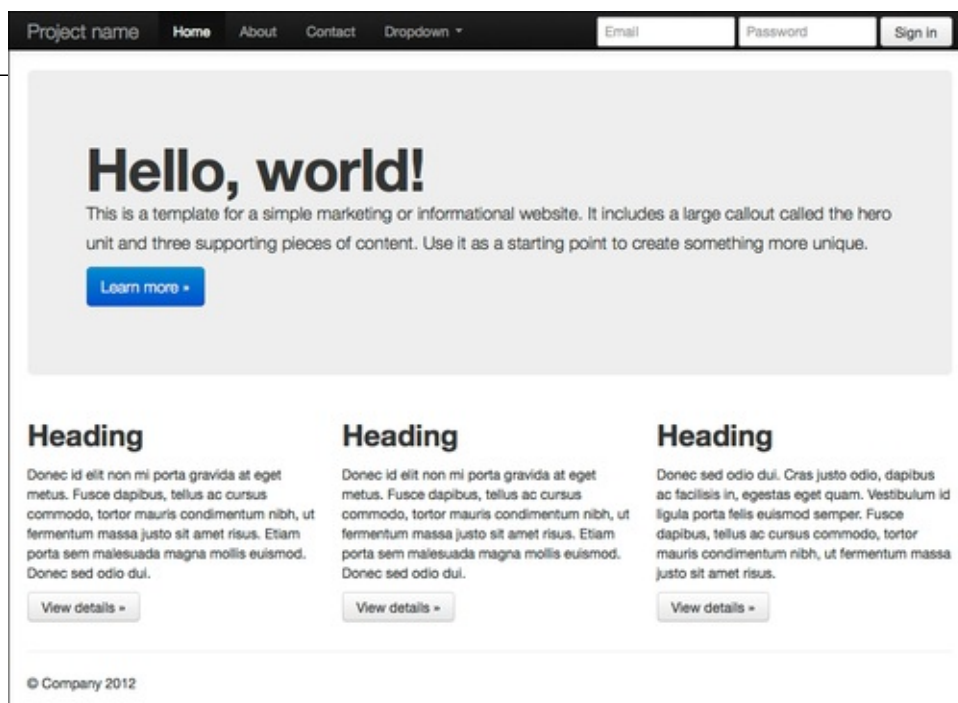 Project name Home About Contact Dropdown Email Password Sign in
Hello, world!
This is a template for a simple marketing or informational website. It includes a large callout called the hero
unit and three supporting pieces of content. Use it as a starting point to create something more unique.
Learn more »
Heading
Donec id elit non mi porta gravida at eget
metus. Fusce dapibus, tellus ac cursus
commodo, tortor mauris condimentum nibh, ut
fermentum massa justo sit amet risus. Etiam
porta sem malesuada magna mollis euismod.
Donec sed odio dui.
View details »
Heading
Donec id elit non mi porta gravida at eget
metus. Fusce dapibus, tellus ac cursus
commodo, tortor mauris condimentum nibh, ut
fermentum massa justo sit amet risus. Etiam
porta sem malesuada magna mollis euismod.
Donec sed odio dui.
View details »
Heading
Donec sed odio dui. Cras justo odio, dapibus
ac facilisis in, egestas eget quam. Vestibulum id
ligula porta felis euismod semper. Fusce
dapibus, tellus ac cursus commodo, tortor
mauris condimentum nibh, ut fermentum massa
justo sit amet risus.
View details »
© Company 2012